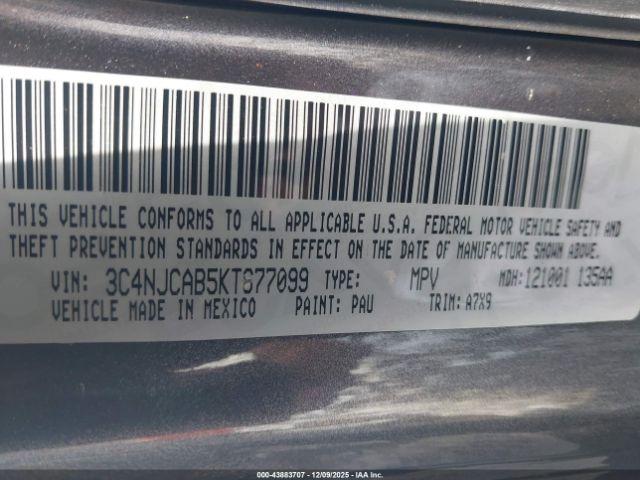 THIS VEHICLE CONFORMS TO ALL APPLICABLE U.S.A. FEDERAL MOTOR VEHICLE SAFETY AND
THEFT PREVENTION STANDARDS IN EFFECT ON THE DATE OF MANUFACTURE SHOWN ABOVE.
VIN: 3C4NJCAB5KT677099 TYPE: MPV MDH:121001 135AA
VEHICLE MADE IN MEXICO PAINT: PAU TRIM: A7X9
000-43883707 - 12/09/2025 - IAA Inc.